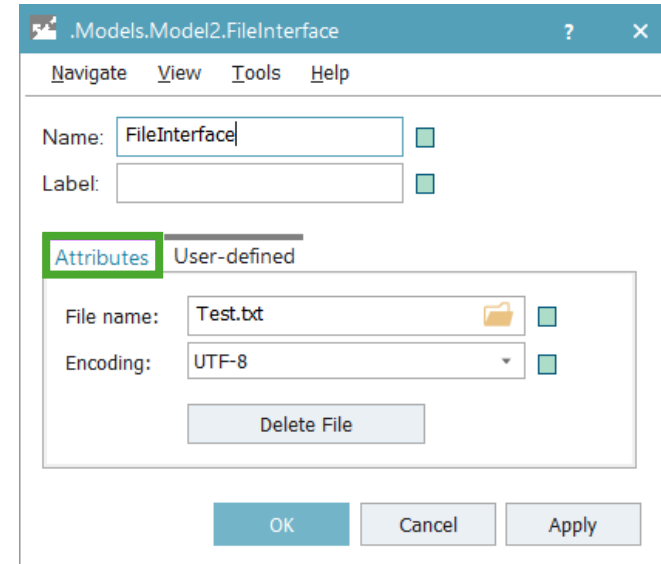 .Models.Model2.FileInterface ? ×
Navigate View Tools Help
Name: FileInterface
Label:
Attributes User-defined
File name: Test.txt
Encoding: UTF-8
Delete File
OK Cancel Apply